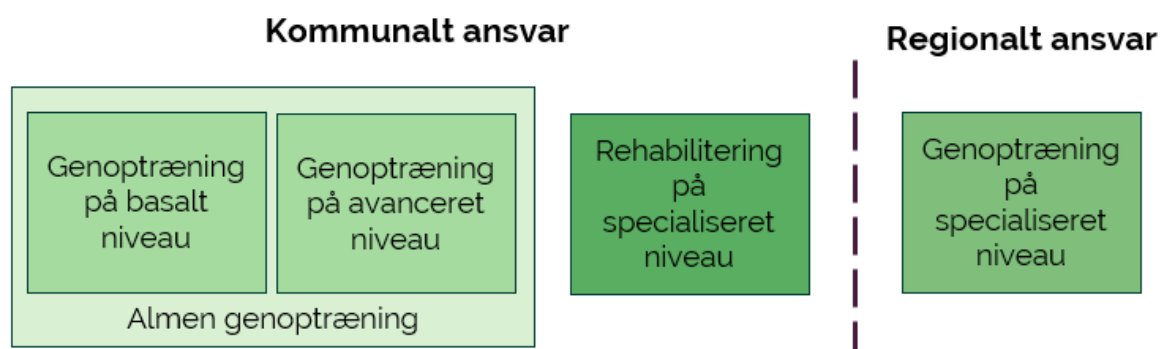 Kommunalt ansvar
Regionalt ansvar
Genoptræning
på basalt
niveau
Genoptræning
på avanceret
niveau
Almen genoptræning
Rehabilitering
på
specialiseret
niveau
Genoptræning
på
specialiseret
niveau